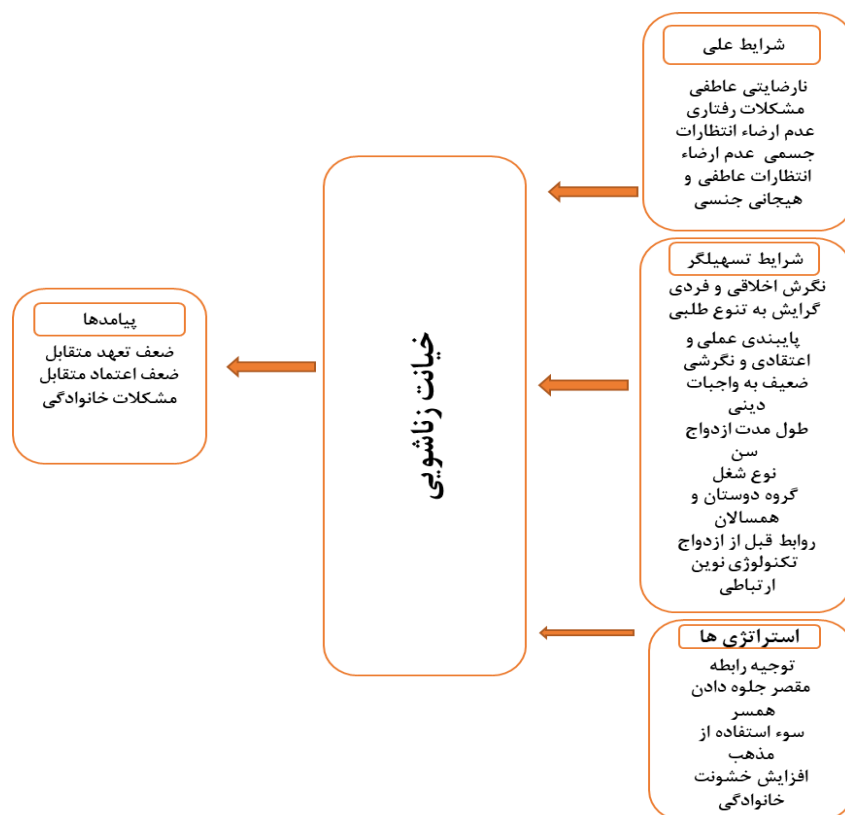 شرایط علی
نارضایتی عاطفی
مشکلات رفتاری
عدم ارضاء انتظارات
جسمی عدم ارضاء
انتظارات عاطفی و
هیجانی جنسی
شرایط تسهیلگر
نگرش اخلاقی و فردی
گرایش به تنوع طلبی
پایبندی عملی و
اعتقادی و نگرشی
ضعیف به واجبات
دینی
طول مدت ازدواج
سن
نوع شغل
گروه دوستان و
همسالان
روابط قبل از ازدواج
تکنولوژی نوین
ارتباطی
استراتژی ها
توجیه رابطه
مقصر جلوه دادن
همسر
سوء استفاده از
مذهب
افزایش خشونت
خانوادگی
خیانت زناشویی
پیامدها
ضعف تعهد متقابل
ضعف اعتماد متقابل
مشکلات خانوادگی